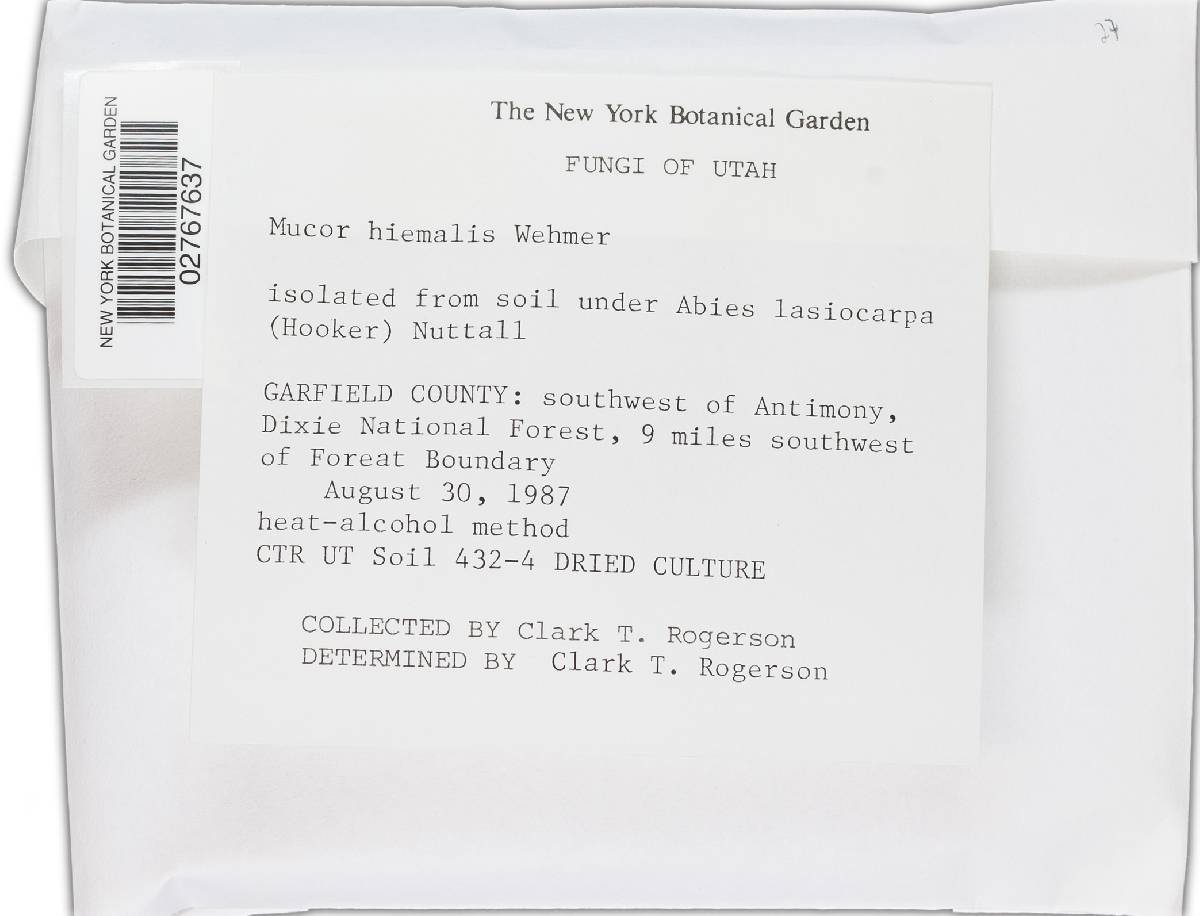 27
NEW YORK BOTANICAL GARDEN
02767637
The New York Botanical Garden
FUNGI OF UTAH
Mucor hiemalis Wehmer
isolated from soil under Abies lasiocarpa
(Hooker) Nuttall
GARFIELD COUNTY: southwest of Antimony,
Dixie National Forest, 9 miles southwest
of Foreat Boundary
August 30, 1987
heat-alcohol method
CTR UT Soil 432-4 DRIED CULTURE
COLLECTED BY Clark T. Rogerson
DETERMINED BY Clark T. Rogerson